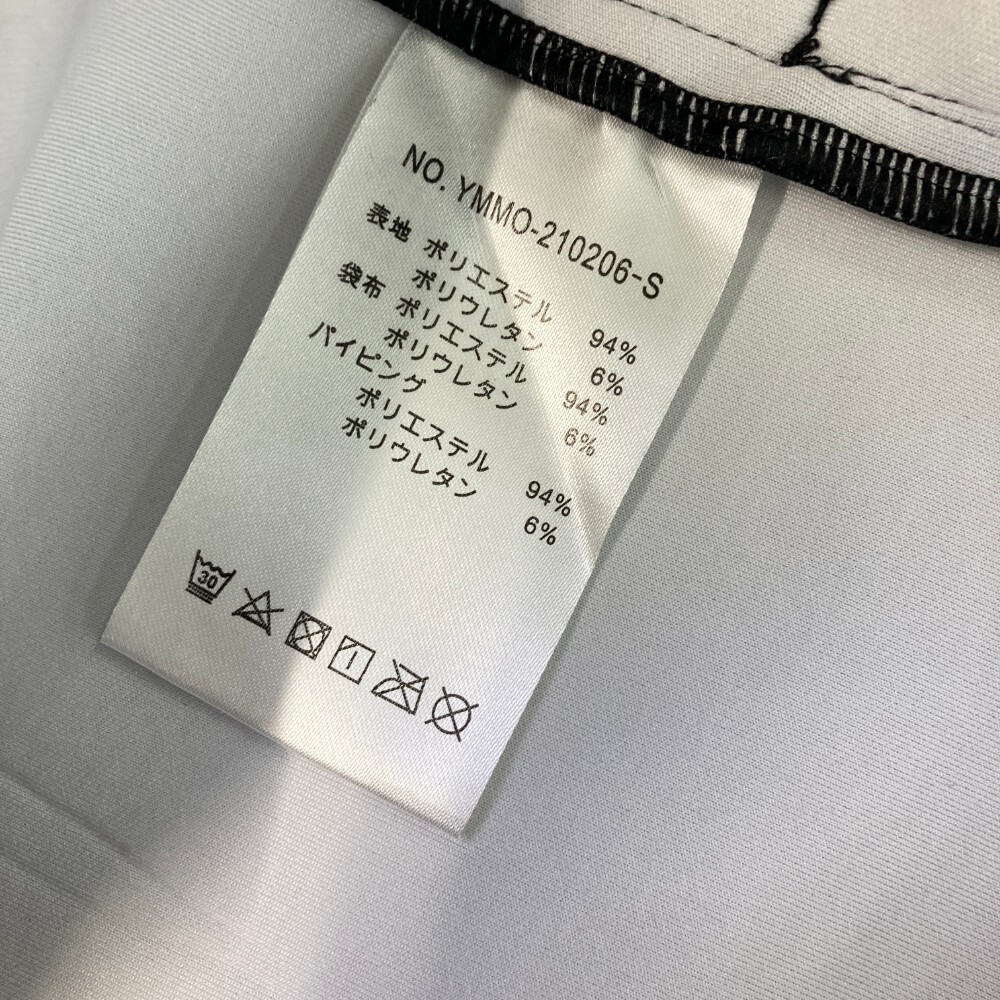 NO. YMMO-210206-S
表地 ポリエステル 94%
ポリウレタン 6%
袋布 ポリエステル 94%
ポリウレタン 6%
パイピング
ポリエステル 94%
ポリウレタン 6%
30